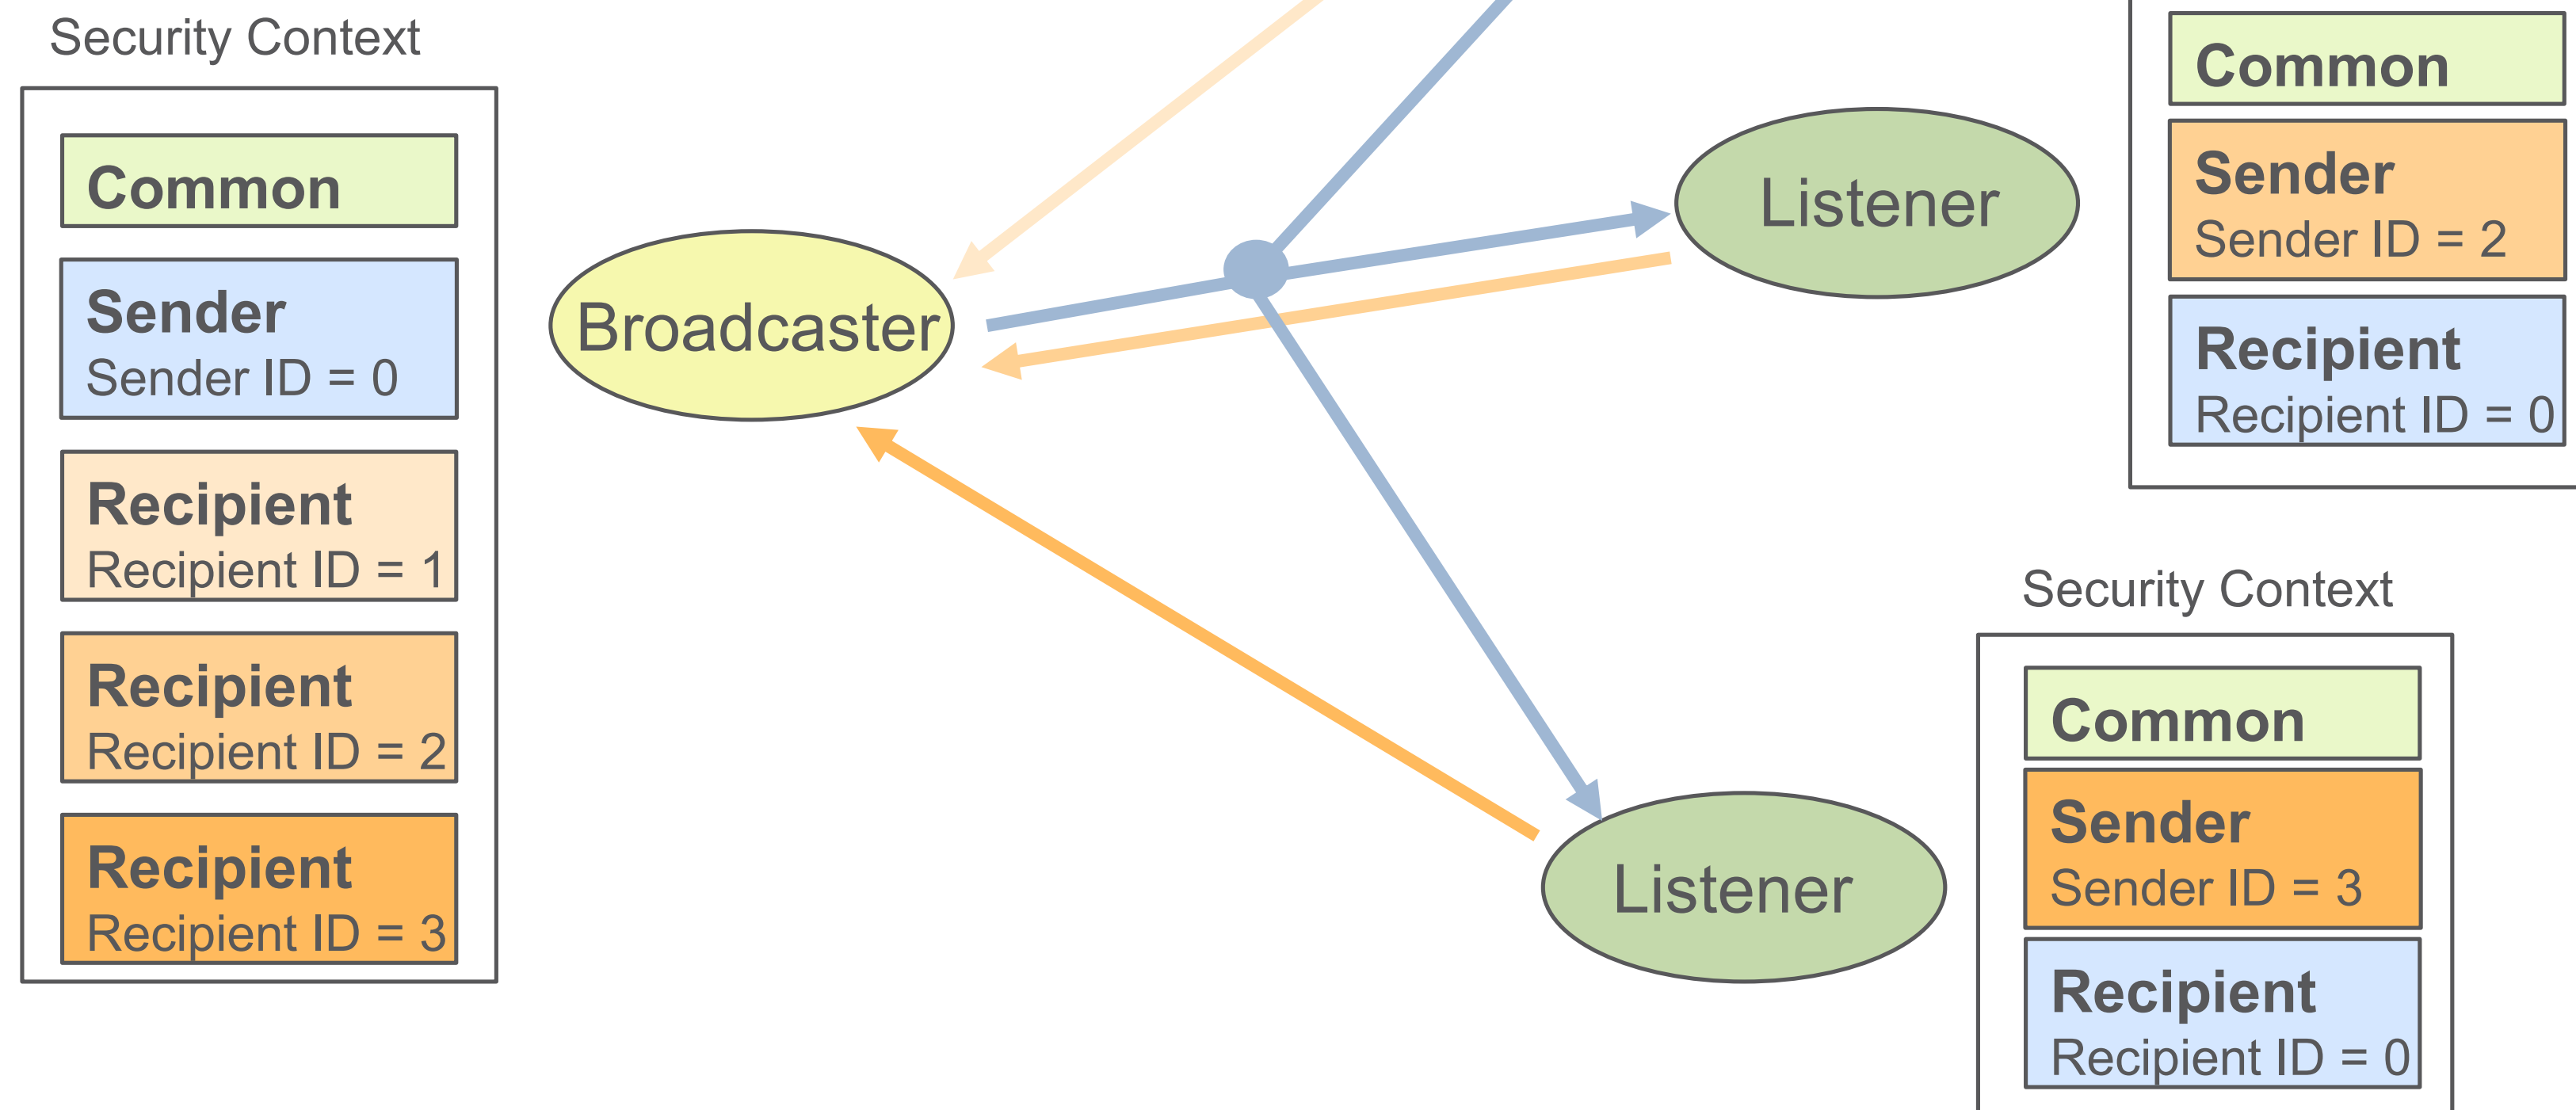 Security Context
Common
Sender
Sender ID = 0
Recipient
Recipient ID = 1
Recipient
Recipient ID = 2
Recipient
Recipient ID = 3
Broadcaster
Listener
Listener
Common
Sender
Sender ID = 2
Recipient
Recipient ID = 0
Security Context
Common
Sender
Sender ID = 3
Recipient
Recipient ID = 0